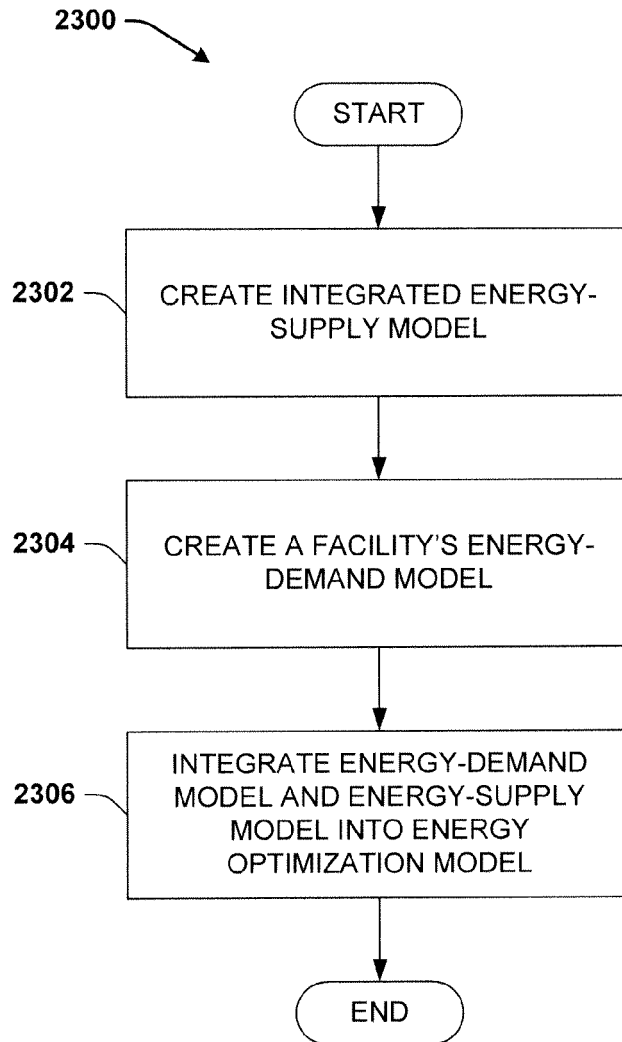 2300
START
2302
CREATE INTEGRATED ENERGY-
SUPPLY MODEL
2304
CREATE A FACILITY'S ENERGY-
DEMAND MODEL
2306
INTEGRATE ENERGY-DEMAND
MODEL AND ENERGY-SUPPLY
MODEL INTO ENERGY
OPTIMIZATION MODEL
END